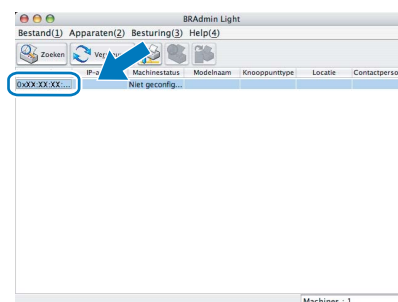 BRAdmin Light
Bestand(1) Apparaten(2) Besturing(3) Help(4)
Zoeken
Machinestatus Modelnaam Knooppunttype Locatie Contactperso
0xXX:XX:XX:... Niet geconfig...
Machines : 1